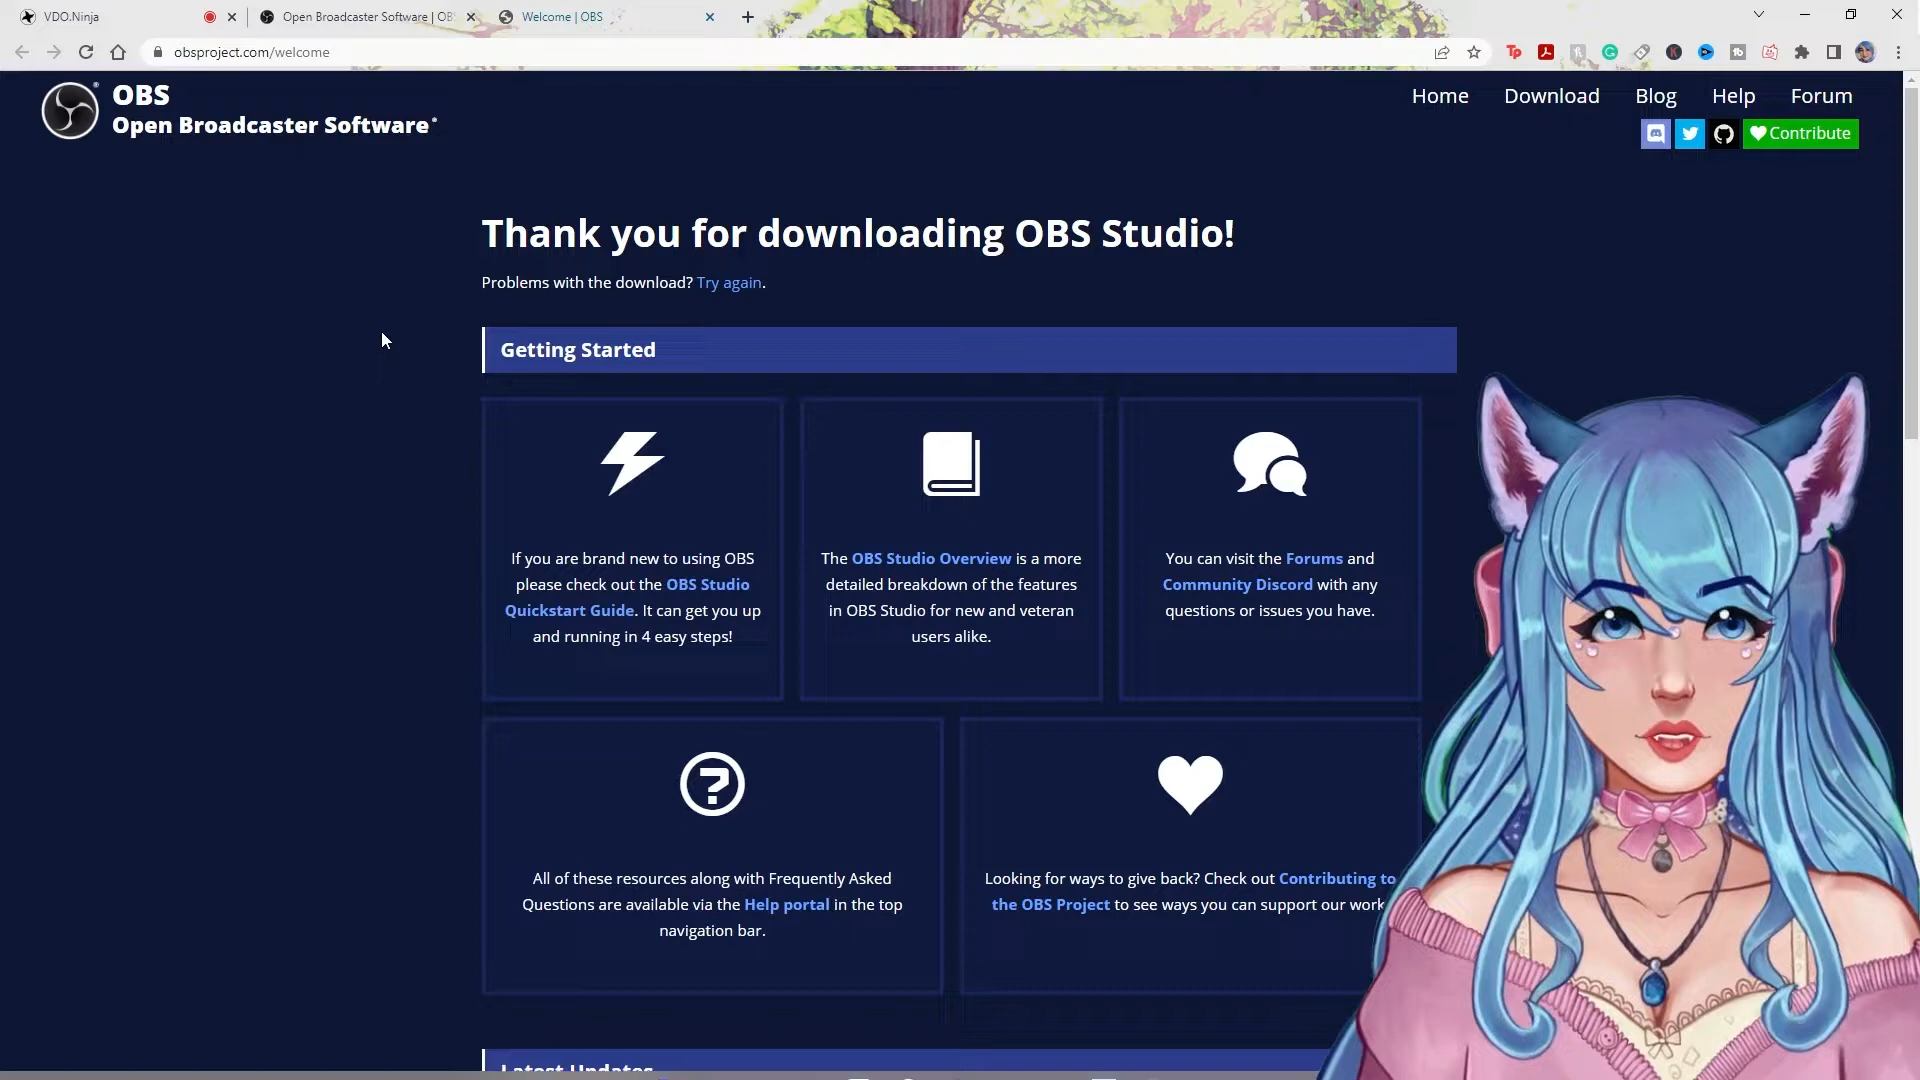 VDO.Ninja
Open Broadcaster Software | OBS
Welcome | OBS
obsproject.com/welcome
OBS
Open Broadcaster Software
Home Download Blog Help Forum
Contribute
Thank you for downloading OBS Studio!
Problems with the download? Try again.
Getting Started
If you are brand new to using OBS
please check out the OBS Studio
Quickstart Guide. It can get you up
and running in 4 easy steps!
The OBS Studio Overview is a more
detailed breakdown of the features
in OBS Studio for new and veteran
users alike.
You can visit the Forums and
Community Discord with any
questions or issues you have.
All of these resources along with Frequently Asked
Questions are available via the Help portal in the top
navigation bar.
Looking for ways to give back? Check out Contributing to
the OBS Project to see ways you can support our work
Latest Updates